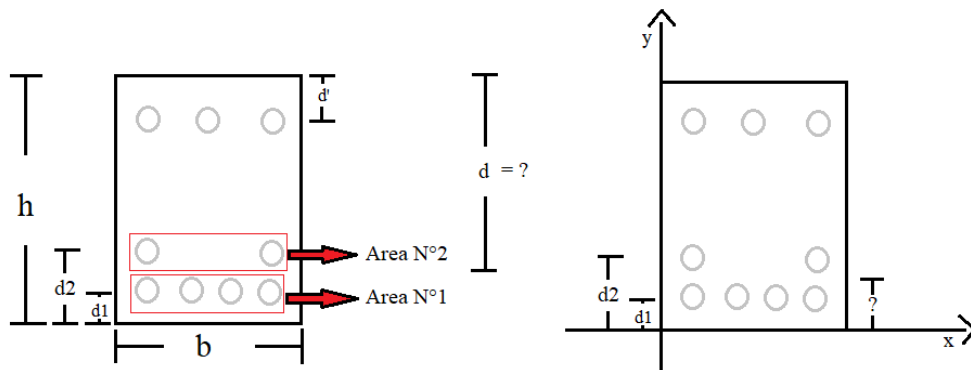 h
d'
d2
d1
b
Area N°2
Area N°1
d = ?
y
d2
d1
?
x